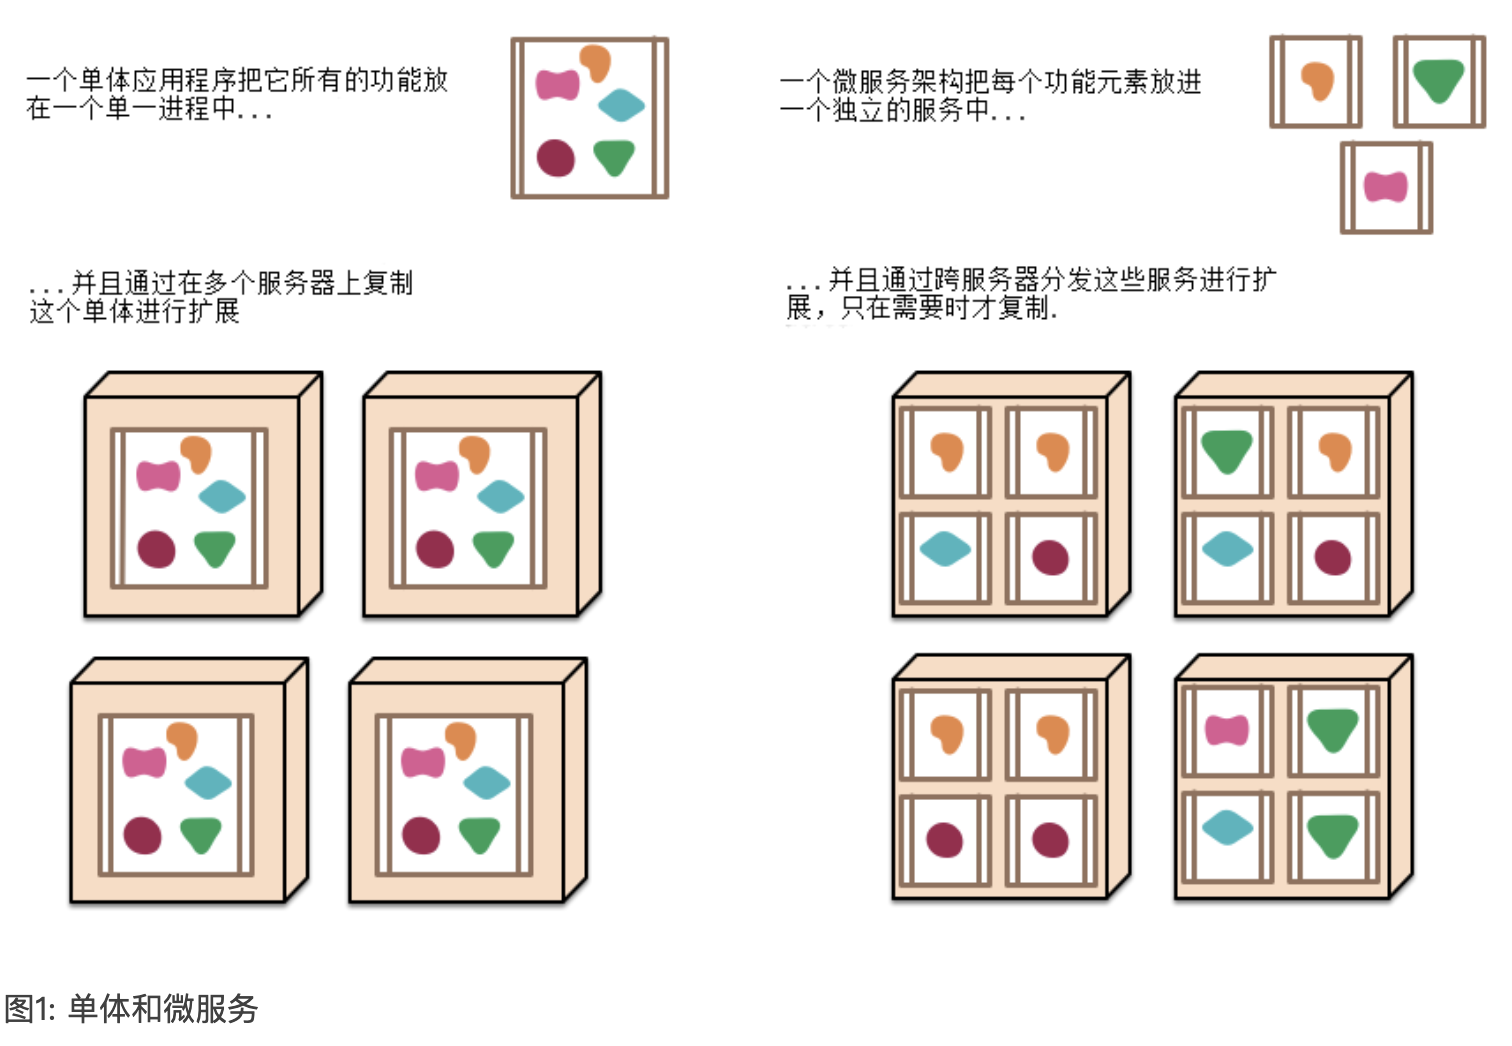 一个单体应用程序把它所有的功能放
在一个单一进程中...
...并且通过在多个服务器上复制
这个单体进行扩展
一个微服务架构把每个功能元素放进
一个独立的服务中...
...并且通过跨服务器分发这些服务进行扩
展，只在需要时才复制.
图1: 单体和微服务